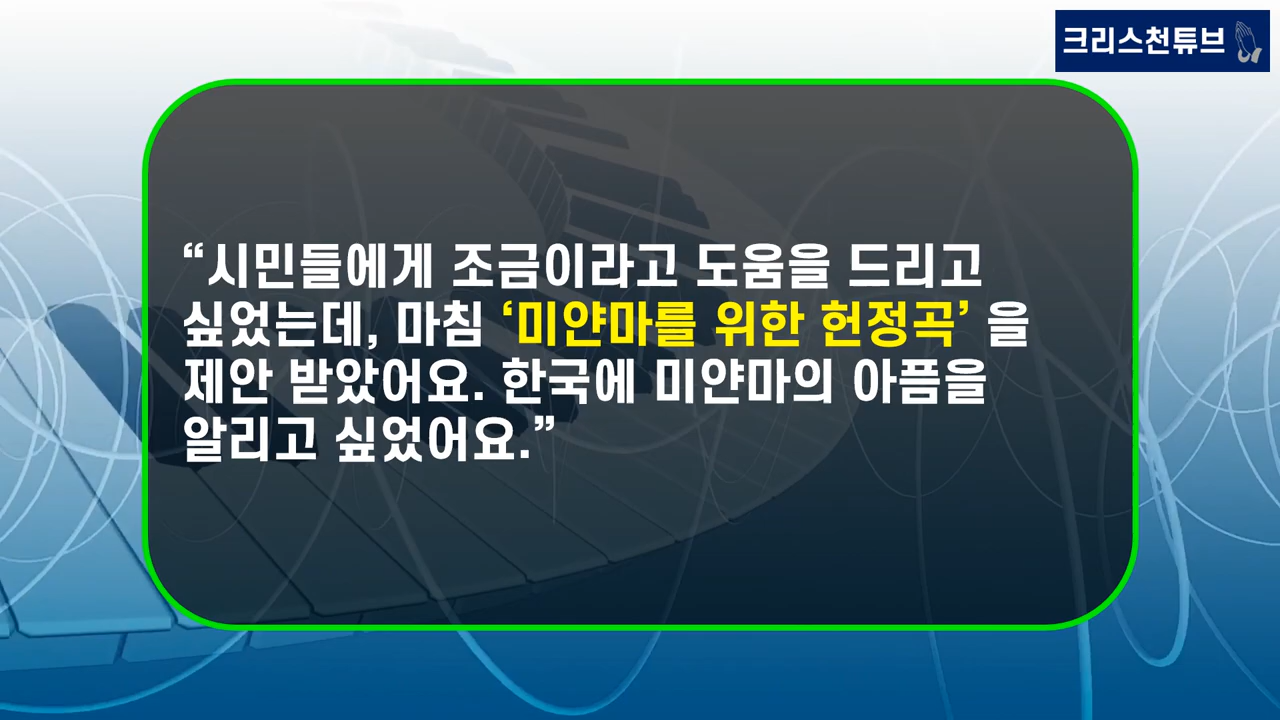 크리스천튜브
“시민들에게 조금이라고 도움을 드리고
싶었는데, 마침 ‘미얀마를 위한 헌정곡’ 을
제안 받았어요. 한국에 미얀마의 아픔을
알리고 싶었어요.”